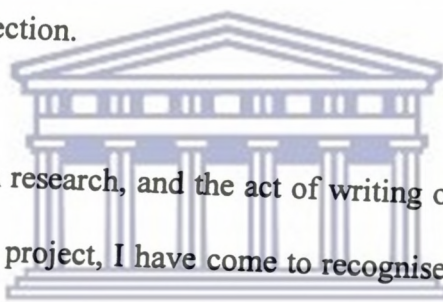 ection.
research, and the act of writing
project, I have come to recognise